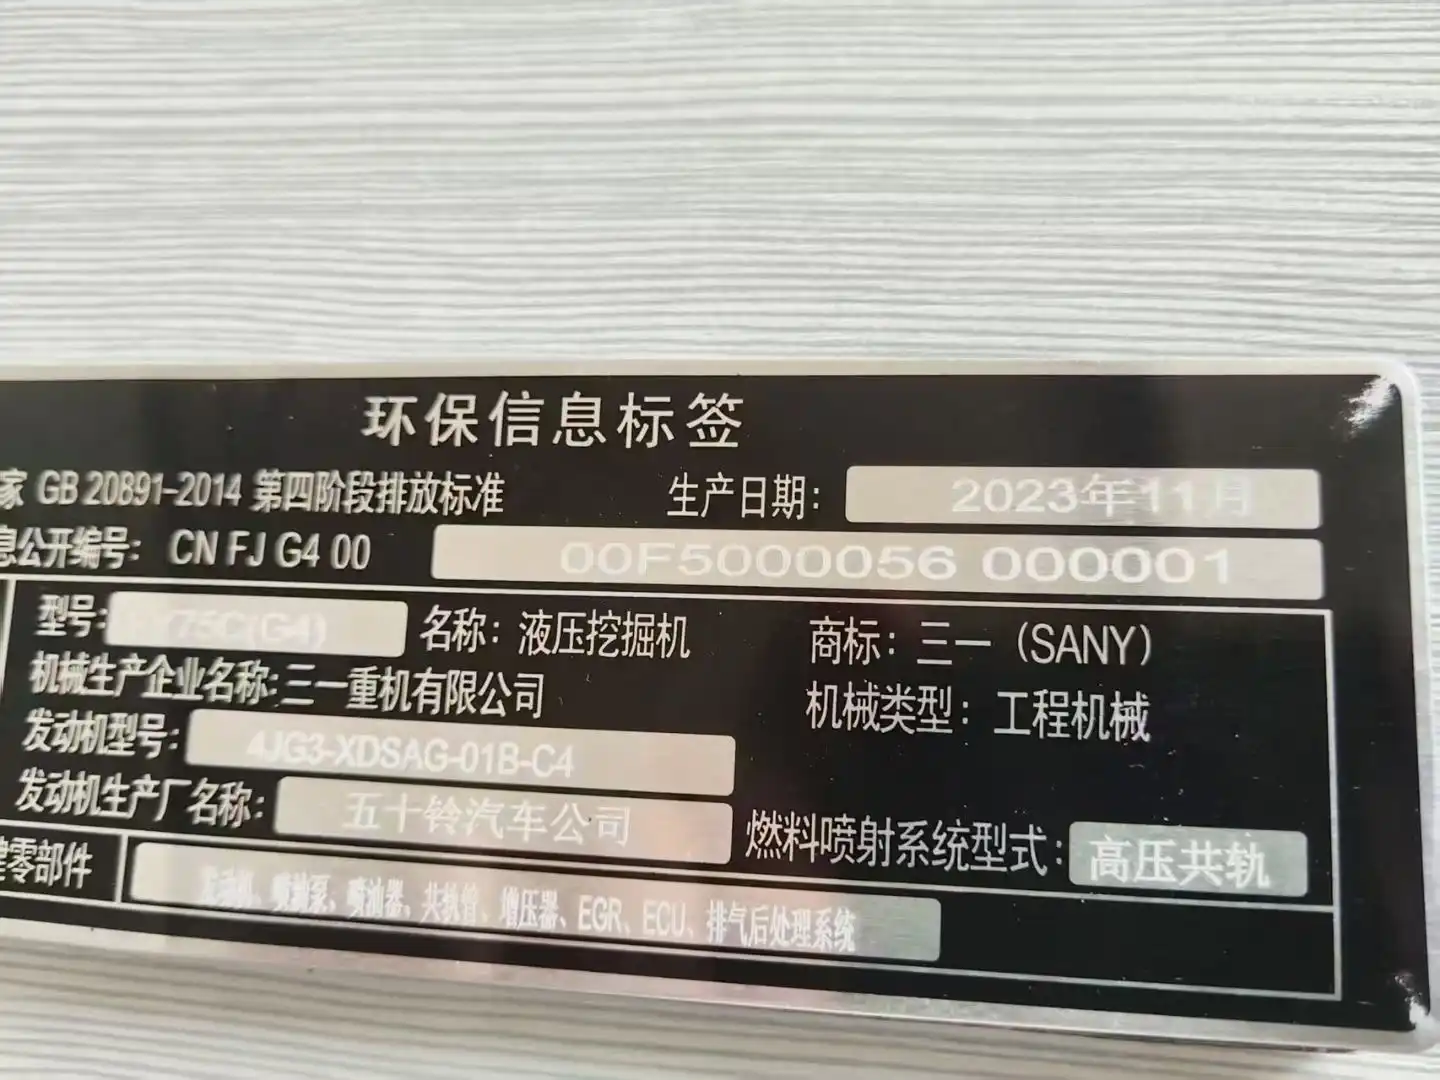 环保信息标签
家 GB 20891-2014 第四阶段排放标准 生产日期: 2023年11月
息公开编号: CN FJ G4 00 00F5000056 000001
型号: Y75C(G4) 名称: 液压挖掘机 商标: 三一 (SANY)
机械生产企业名称:三一重机有限公司 机械类型: 工程机械
发动机型号: 4JG3-XDSAG-01B-C4
发动机生产厂名称: 五十铃汽车公司 燃料喷射系统型式: 高压共轨
键零部件 发动机、喷油泵、喷油器、共轨管、增压器、EGR、ECU、排气后处理系统